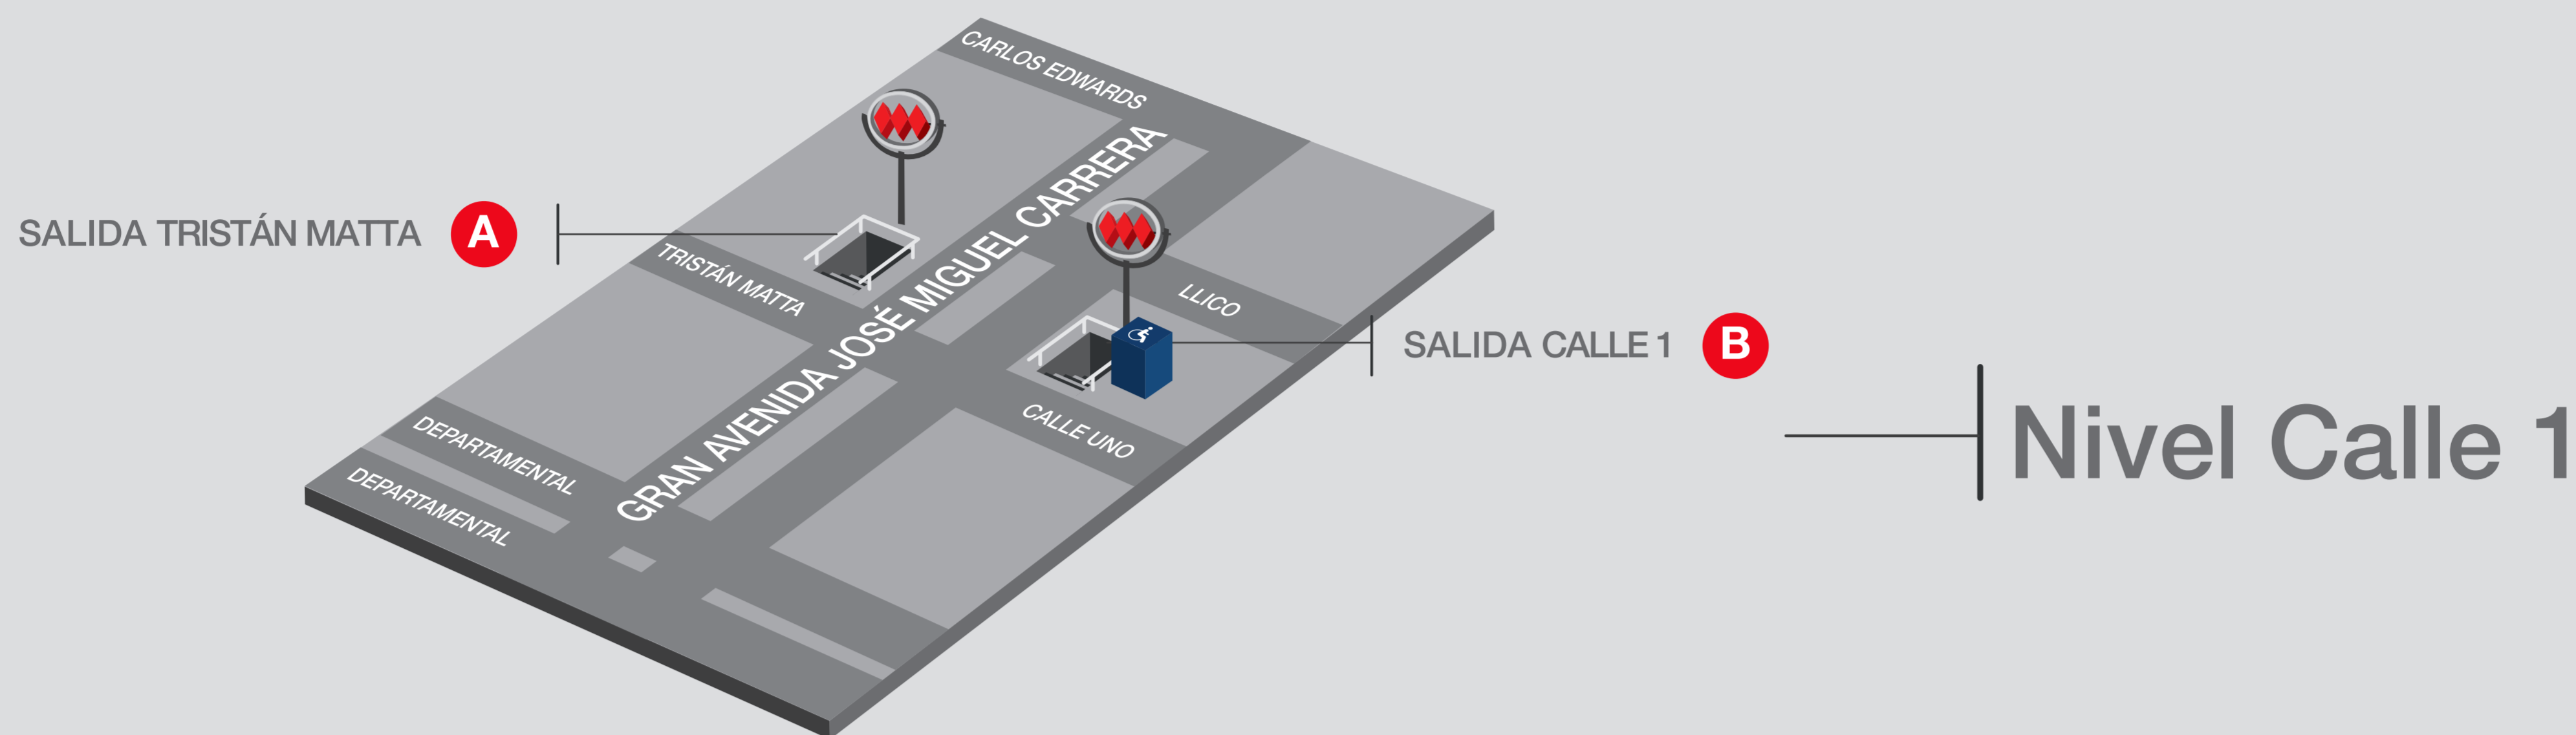 CARLOS EDWARDS
GRAN AVENIDA JOSÉ MIGUEL CARRERA
SALIDA TRISTÁN MATTA A
TRISTÁN MATTA
LLICO
SALIDA CALLE 1 B
CALLE UNO
Nivel Calle 1
DEPARTAMENTAL
DEPARTAMENTAL